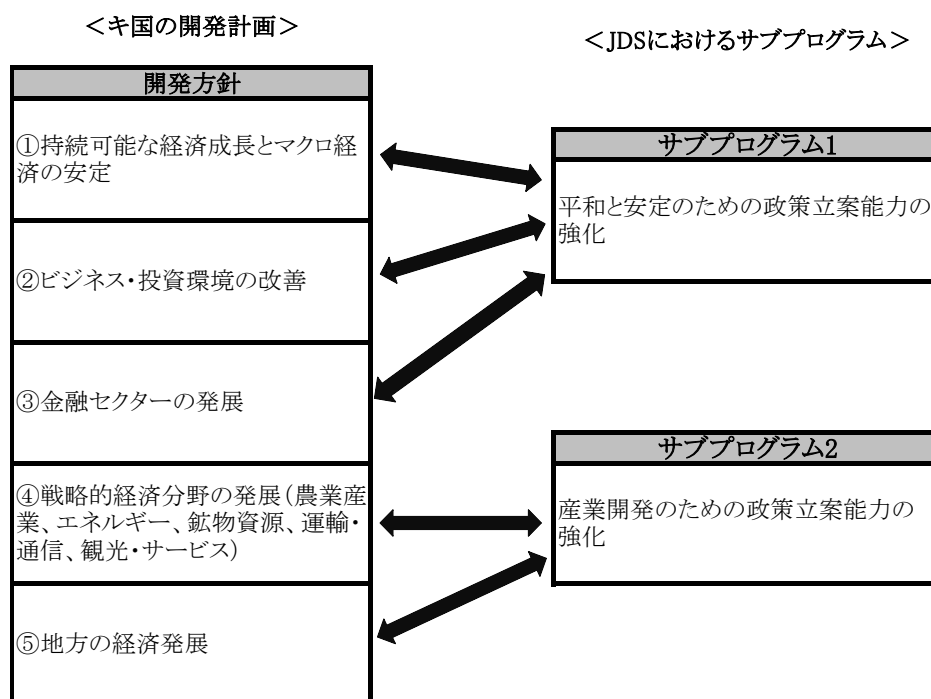 ＜キ国の開発計画＞
＜JDSにおけるサブプログラム＞
開発方針
①持続可能な経済成長とマクロ経
済の安定
②ビジネス・投資環境の改善
③金融セクターの発展
④戦略的経済分野の発展（農業産
業、エネルギー、鉱物資源、運輸・
通信、観光・サービス）
⑤地方の経済発展
サブプログラム1
平和と安定のための政策立案能力の
強化
サブプログラム2
産業開発のための政策立案能力の
強化